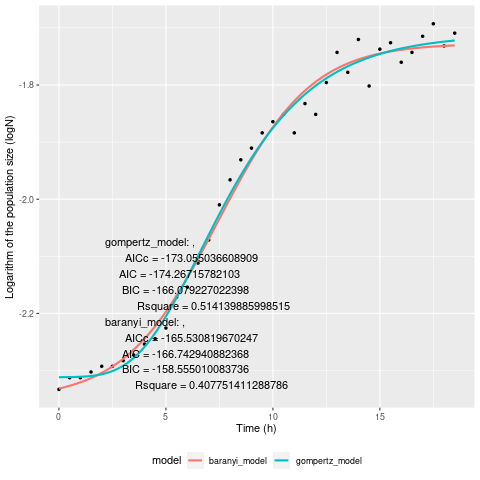 Logarithm of the population size (logN)
-1.8
-2.0
-2.2
gompertz_model: ,
AICc = -173.055036608909
AIC = -174.26715782103
BIC = -166.079227022398
Rsquare = 0.514139885998515
baranyi_model: ,
AICc = -165.530819670247
AIC = -166.742940882368
BIC = -158.555010083736
Rsquare = 0.407751411288786
0 5 10 15
Time (h)
model baranyi_model gompertz_model